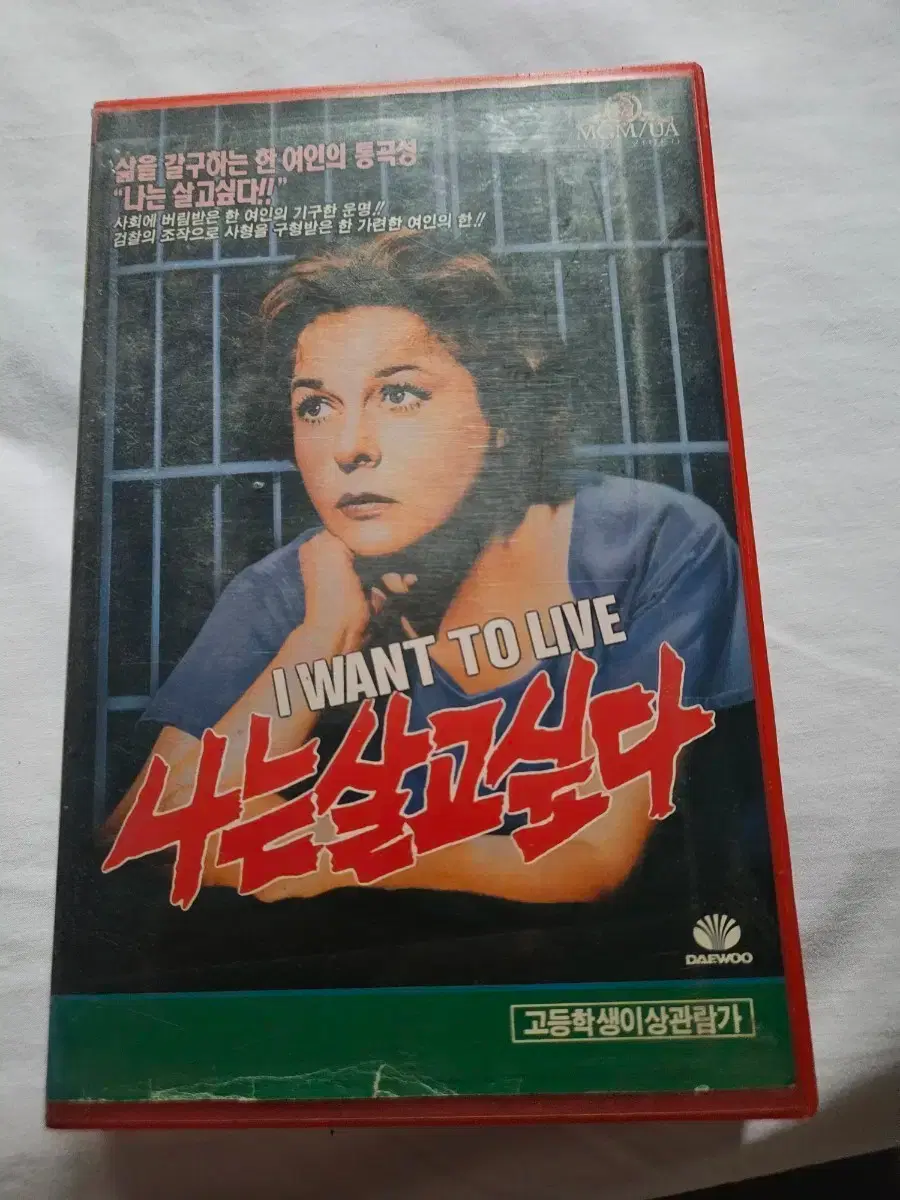 MGM/UA
HOME VIDEO
삶을 갈구하는 한 여인의 통곡성
“나는 살고싶다!!”
사회에 버림받은 한 여인의 기구한 운명!!
검찰의 조작으로 사형을 구형받은 한 가련한 여인의 한!!
I WANT TO LIVE
나는살고싶다
DAEWOO
고등학생이상관람가